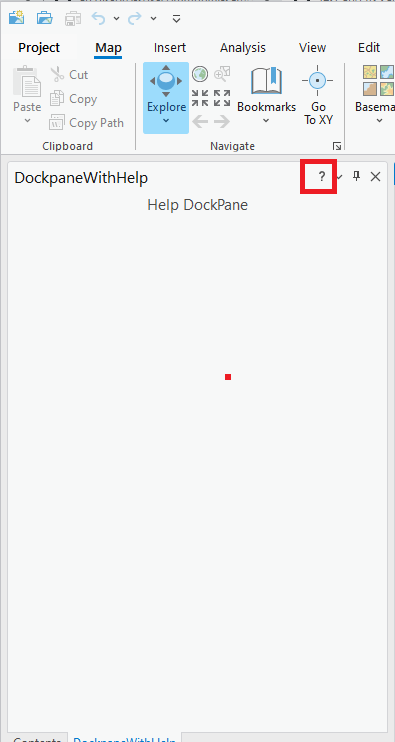 Project Map Insert Analysis View Edit
Paste
Cut
Copy
Copy Path
Clipboard
Explore
Bookmarks
Go
To XY
Navigate
Basema
DockpaneWithHelp ?
Help DockPane
Contents DockpaneWithHelp